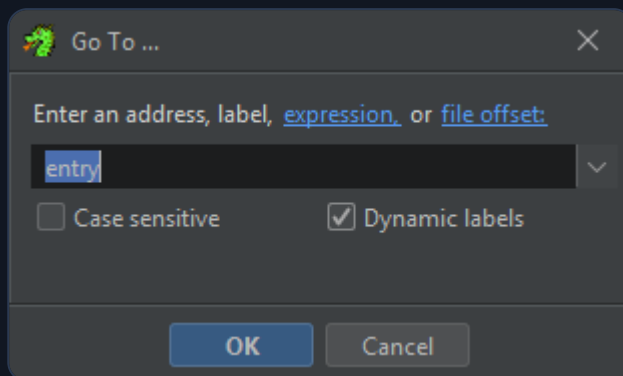 Go To ...
Enter an address, label, expression, or file offset:
entry
Case sensitive Dynamic labels
OK Cancel